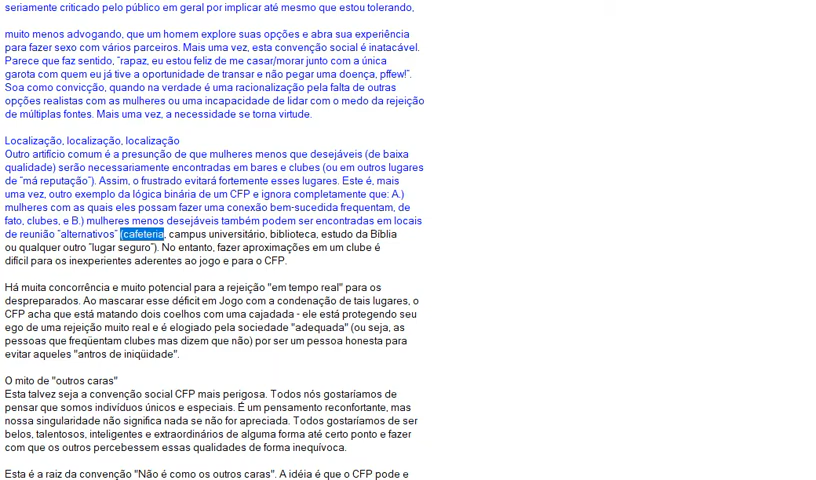 seriamente criticado pelo público em geral por implicar até mesmo que estou tolerando,
muito menos advogando, que um homem explore suas opções e abra sua experiência
para fazer sexo com vários parceiros. Mais uma vez, esta convenção social é inatacável.
Parece que faz sentido, "rapaz, eu estou feliz de me casar/morar junto com a única
garota com quem eu já tive a oportunidade de transar e não pegar uma doença, pffew!".
Soa como convicção, quando na verdade é uma racionalização pela falta de outras
opções realistas com as mulheres ou uma incapacidade de lidar com o medo da rejeição
de múltiplas fontes. Mais uma vez, a necessidade se torna virtude.
Localização, localização, localização
Outro artifício comum é a presunção de que mulheres menos que desejáveis (de baixa
qualidade) serão necessariamente encontradas em bares e clubes (ou em outros lugares
de "má reputação"). Assim, o frustrado evitará fortemente esses lugares. Este é, mais
uma vez, outro exemplo da lógica binária de um CFP e ignora completamente que: A.)
mulheres com as quais eles possam fazer uma conexão bem-sucedida frequentam, de
fato, clubes, e B.) mulheres menos desejáveis também podem ser encontradas em locais
de reunião "alternativos" (cafeteria, campus universitário, biblioteca, estudo da Bíblia
ou qualquer outro "lugar seguro"). No entanto, fazer aproximações em um clube é
difícil para os inexperientes aderentes ao jogo e para o CFP.
Há muita concorrência e muito potencial para a rejeição "em tempo real" para os
despreparados. Ao mascarar esse déficit em Jogo com a condenação de tais lugares, o
CFP acha que está matando dois coelhos com uma cajadada - ele está protegendo seu
ego de uma rejeição muito real e é elogiado pela sociedade "adequada" (ou seja, as
pessoas que freqüentam clubes mas dizem que não) por ser um pessoa honesta para
evitar aqueles "antros de iniqüidade".
O mito de "outros caras"
Esta talvez seja a convenção social CFP mais perigosa. Todos nós gostaríamos de
pensar que somos indivíduos únicos e especiais. É um pensamento reconfortante, mas
nossa singularidade não significa nada se não for apreciada. Todos gostaríamos de ser
belos, talentosos, inteligentes e extraordinários de alguma forma até certo ponto e fazer
com que os outros percebessem essas qualidades de forma inequívoca.
Esta é a raiz da convenção "Não é como os outros caras". A idéia é que o CFP pode e